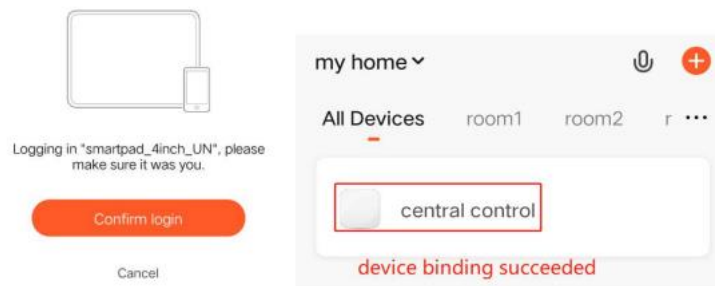 Logging in "smartpad_4inch_UN", please
make sure it was you.
Confirm login
Cancel
my home
All Devices room1 room2 r ...
central control
device binding succeeded